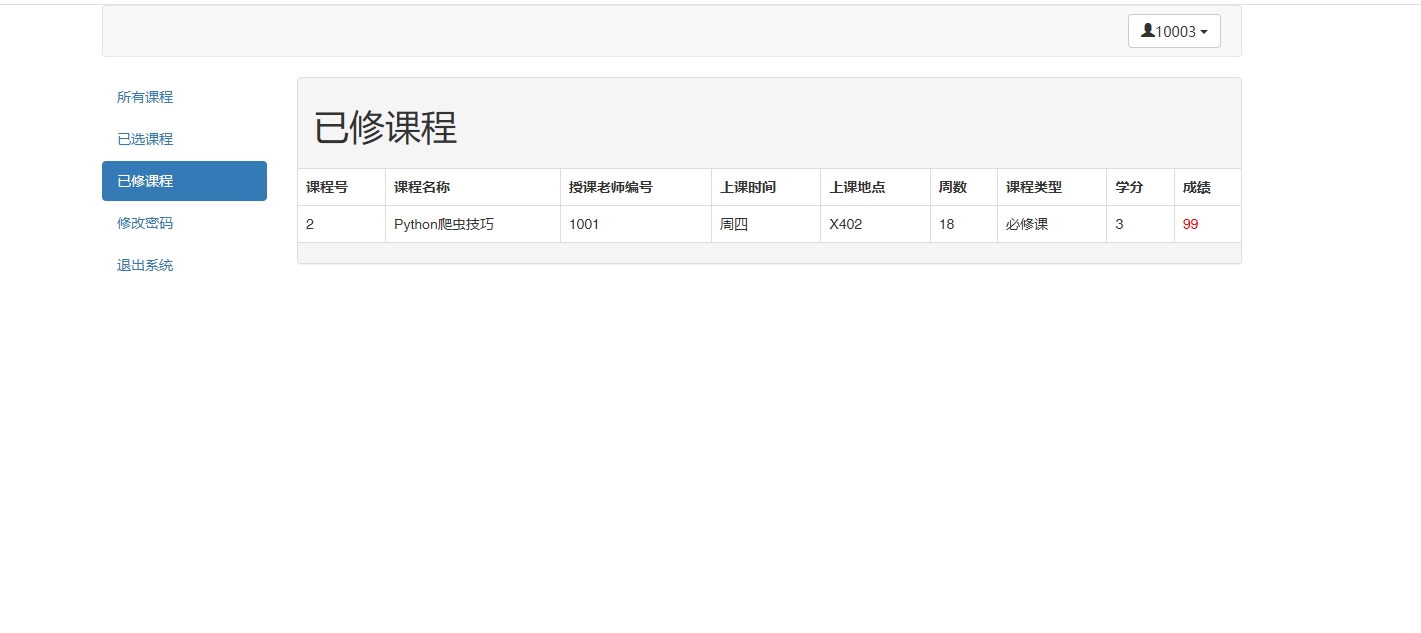 10003
所有课程
已选课程
已修课程
修改密码
退出系统
已修课程
课程号 课程名称 授课老师编号 上课时间 上课地点 周数 课程类型 学分 成绩
2 Python爬虫技巧 1001 周四 X402 18 必修课 3 99